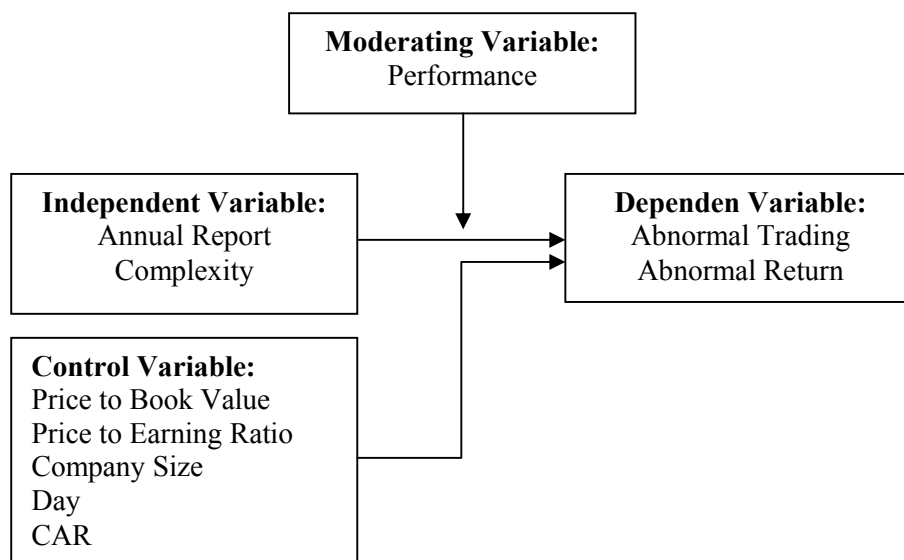 Moderating Variable:
Performance
Independent Variable:
Annual Report
Complexity
Dependen Variable:
Abnormal Trading
Abnormal Return
Control Variable:
Price to Book Value
Price to Earning Ratio
Company Size
Day
CAR